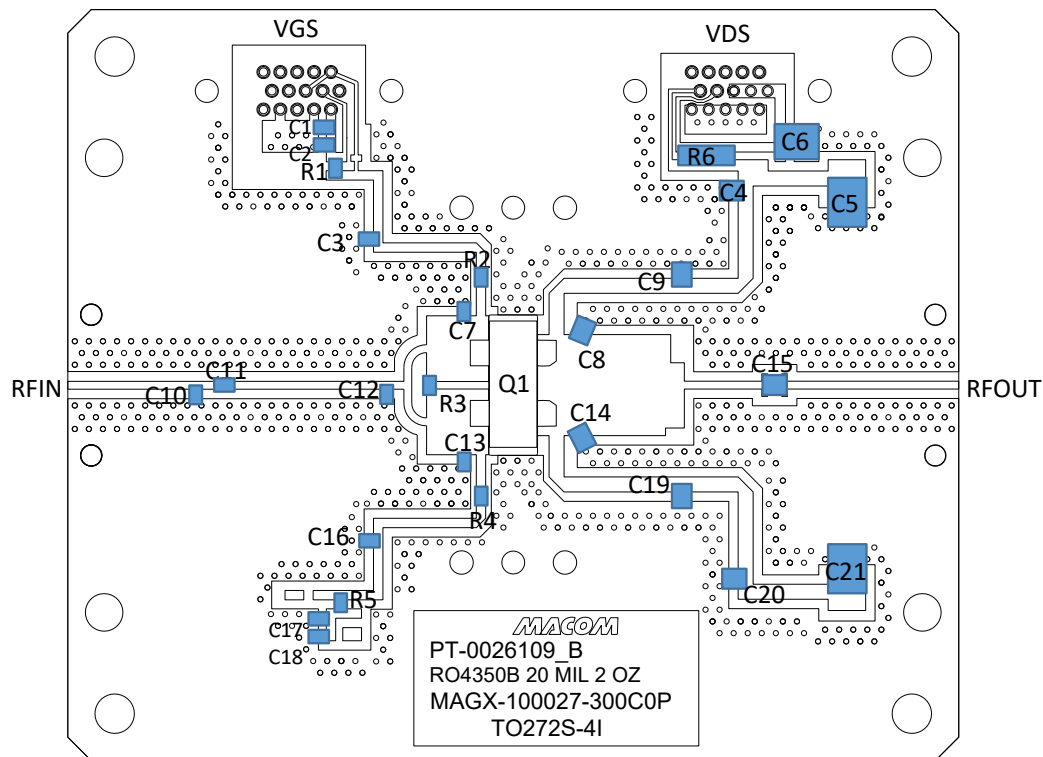 VGS
VDS
C1
C2
R1
C6
R6
C4
C5
C3
R2
C9
C7
C8
RFIN
C11
C10
C12
R3
Q1
C15
RFOUT
C14
C13
C19
R4
C16
C21
C20
R5
C17
C18
MACOM
PT-0026109_B
RO4350B 20 MIL 2 OZ
MAGX-100027-300C0P
TO272S-4I